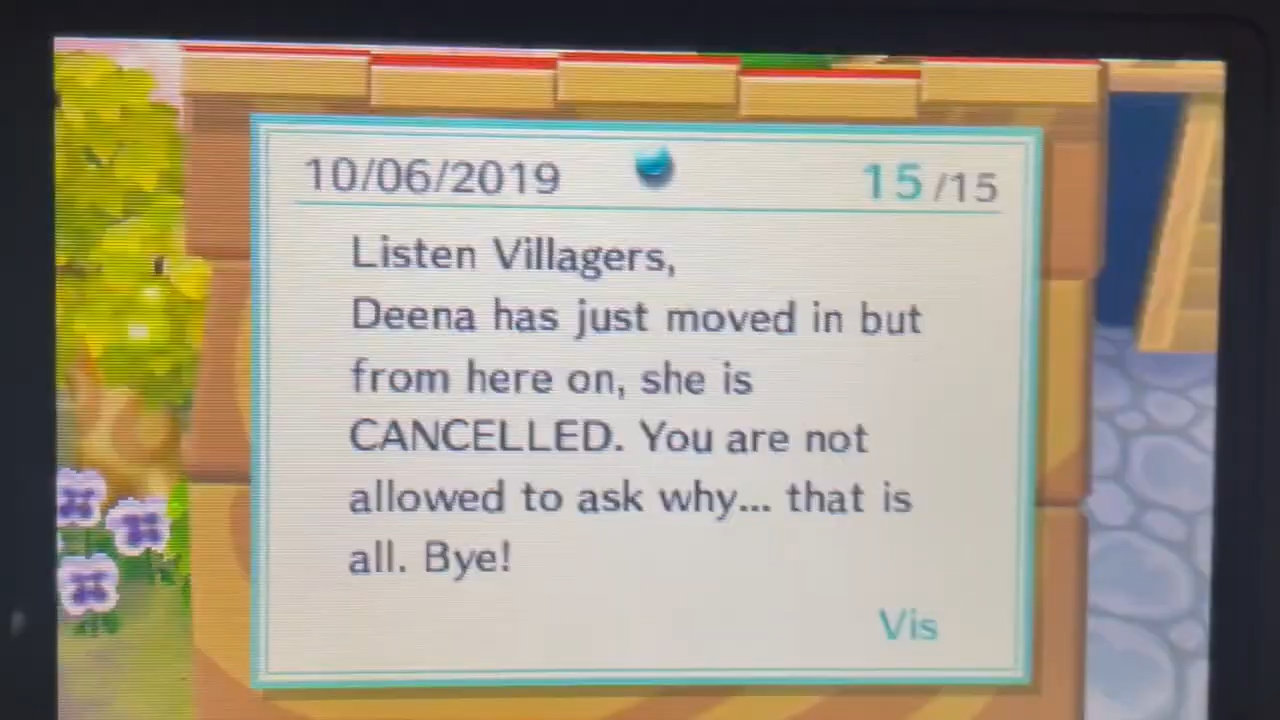 10/06/2019 15/15
Listen Villagers,
Deena has just moved in but
from here on, she is
CANCELLED. You are not
allowed to ask why... that is
all. Bye!
Vis